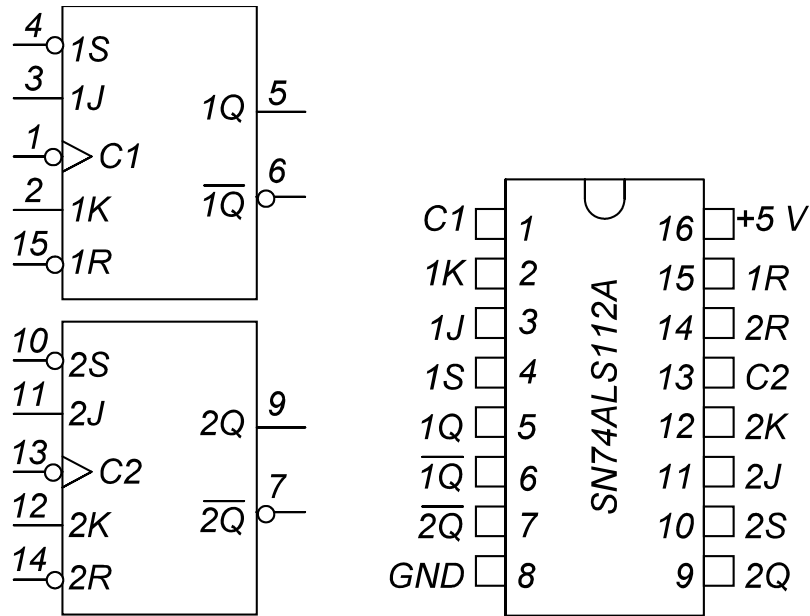 4 1S
3 1J 1Q 5
1 C1
2 1K 1Q 6
15 1R
10 2S
11 2J 2Q 9
13 C2
12 2K 2Q 7
14 2R
C1 1 16 +5 V
1K 2 15 1R
1J 3 14 2R
1S 4 13 C2
1Q 5 12 2K
1Q 6 11 2J
2Q 7 10 2S
GND 8 9 2Q
SN74ALS112A